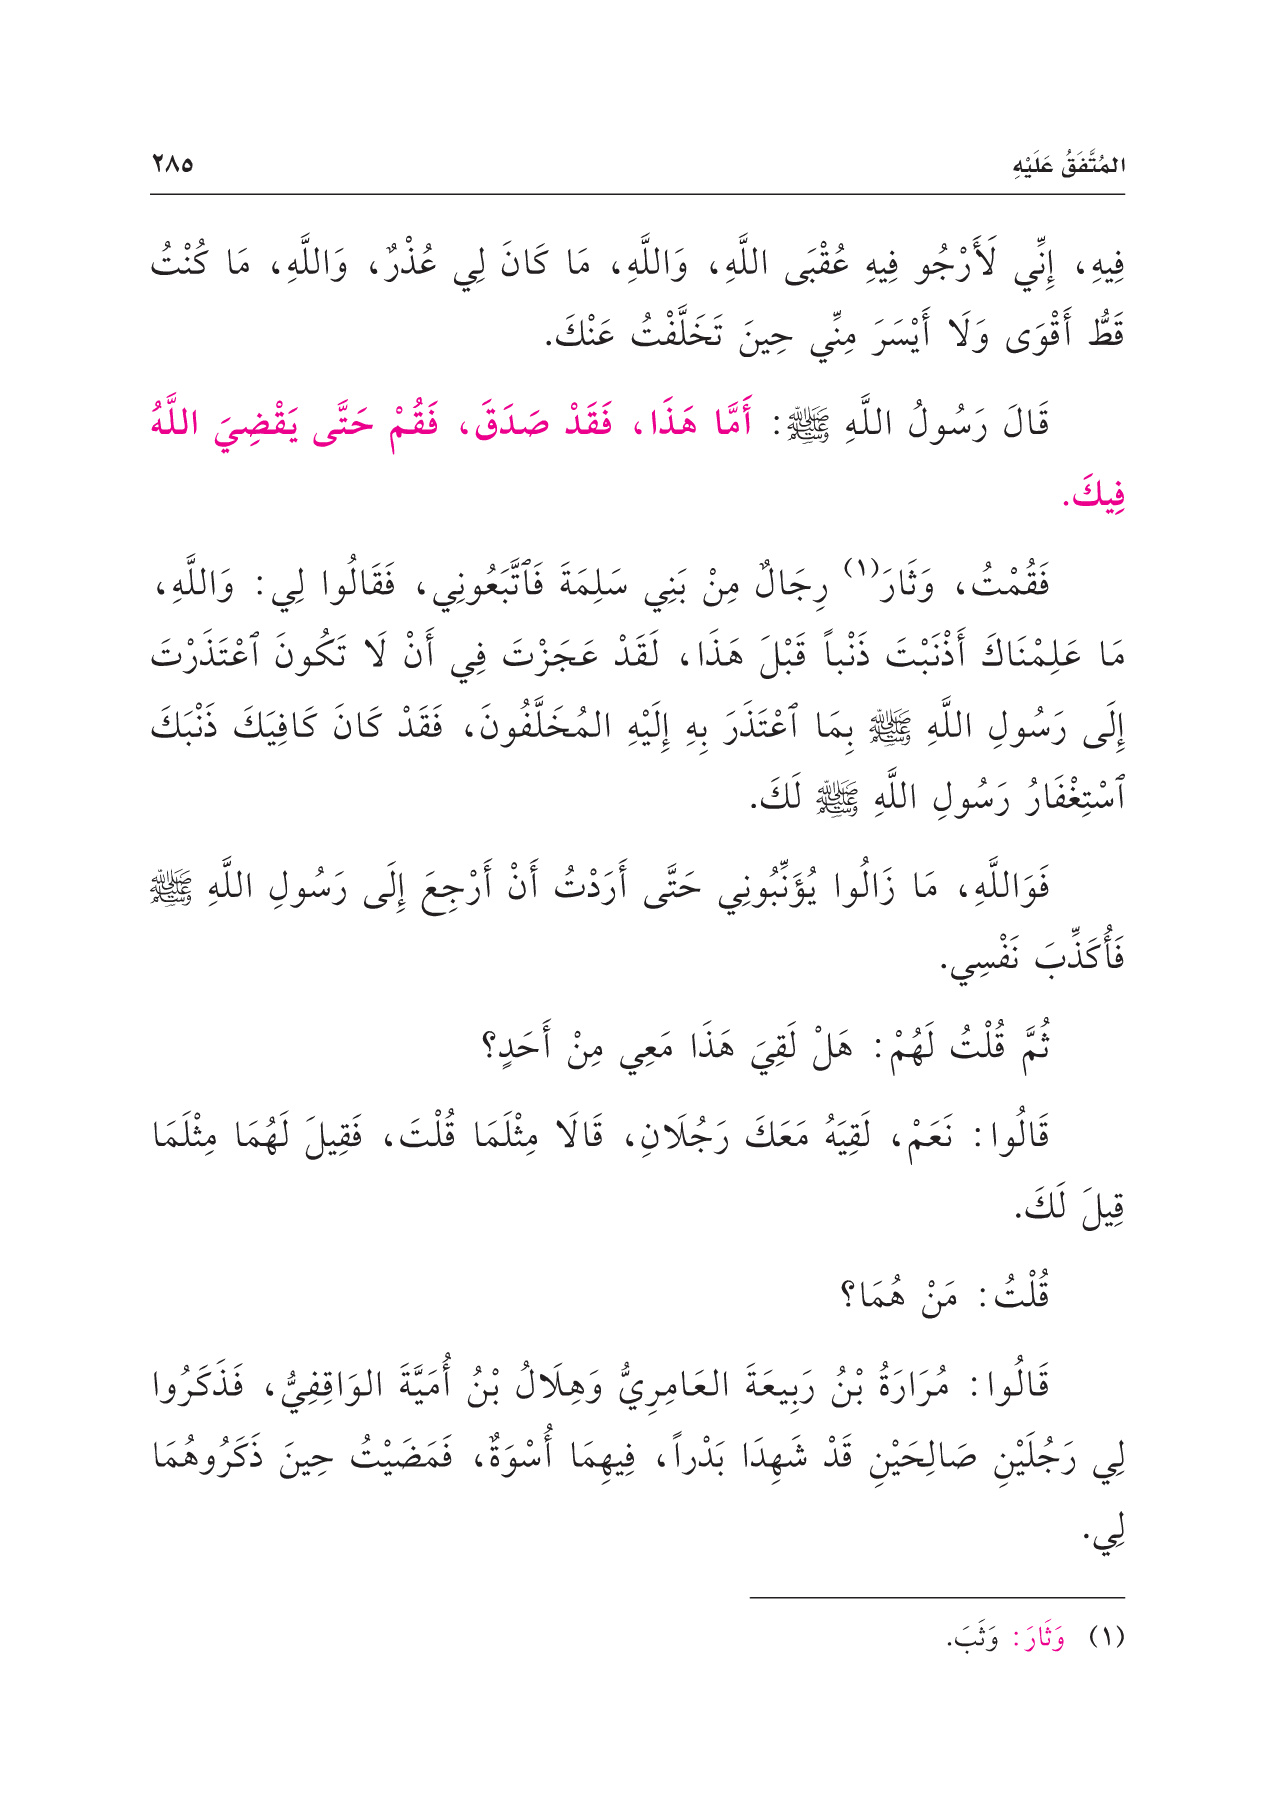 المُتَّفَقُ عَلَيْهِ ٢٨٥
فِيهِ، إِنِّي لَأَرْجُو فِيهِ عُقْبَى اللَّهِ، وَاللَّهِ، مَا كَانَ لِي عُذْرٌ، وَاللَّهِ، مَا كُنْتُ
قَطُّ أَقْوَى وَلَا أَيْسَرَ مِنِّي حِينَ تَخَلَّفْتُ عَنْكَ.
قَالَ رَسُولُ اللَّهِ ﷺ: أَمَّا هَذَا، فَقَدْ صَدَقَ، فَقُمْ حَتَّى يَقْضِيَ اللَّهُ
فِيكَ.
فَقُمْتُ، وَثَارَ(١) رِجَالٌ مِنْ بَنِي سَلِمَةَ فَٱتَّبَعُونِي، فَقَالُوا لِي: وَاللَّهِ،
مَا عَلِمْنَاكَ أَذْنَبْتَ ذَنْباً قَبْلَ هَذَا، لَقَدْ عَجَزْتَ فِي أَنْ لَا تَكُونَ ٱعْتَذَرْتَ
إِلَى رَسُولِ اللَّهِ ﷺ بِمَا ٱعْتَذَرَ بِهِ إِلَيْهِ المُخَلَّفُونَ، فَقَدْ كَانَ كَافِيَكَ ذَنْبَكَ
ٱسْتِغْفَارُ رَسُولِ اللَّهِ ﷺ لَكَ.
فَوَاللَّهِ، مَا زَالُوا يُؤَنِّبُونِي حَتَّى أَرَدْتُ أَنْ أَرْجِعَ إِلَى رَسُولِ اللَّهِ ﷺ
فَأُكَذِّبَ نَفْسِي.
ثُمَّ قُلْتُ لَهُمْ: هَلْ لَقِيَ هَذَا مَعِي مِنْ أَحَدٍ؟
قَالُوا: نَعَمْ، لَقِيَهُ مَعَكَ رَجُلَانِ، قَالَا مِثْلَمَا قُلْتَ، فَقِيلَ لَهُمَا مِثْلَمَا
قِيلَ لَكَ.
قُلْتُ: مَنْ هُمَا؟
قَالُوا: مُرَارَةُ بْنُ رَبِيعَةَ العَامِرِيُّ وَهِلَالُ بْنُ أُمَيَّةَ الوَاقِفِيُّ، فَذَكَرُوا
لِي رَجُلَيْنِ صَالِحَيْنِ قَدْ شَهِدَا بَدْراً، فِيهِمَا أُسْوَةٌ، فَمَضَيْتُ حِينَ ذَكَرُوهُمَا
لِي.
(١) وَثَارَ: وَثَبَ.